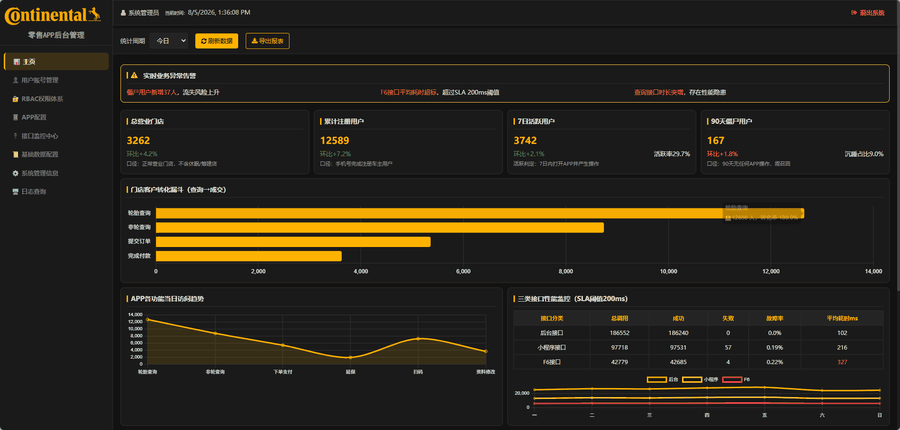 Continental
零售APP后台管理
主页
用户账号管理
RBAC权限体系
APP配置
接口监控中心
基础数据配置
系统管理信息
日志查询
系统管理员 当前时间: 8/5/2026, 1:36:08 PM
退出系统
统计周期 今日 刷新数据 导出报表
实时业务异常告警
僵尸用户新增17人，流失风险上升
F6接口平均耗时超标，超过SLA 200ms阈值
查询接口时长突增，存在性能隐患
总营业门店
3262
环比+4.2%
口径：正常营业门店，不含休眠/筹建店
累计注册用户
12589
环比+7.2%
口径：手机号完成注册车主用户
7日活跃用户
3742
环比+2.1%
活跃率29.7%
活跃判定：7日内打开APP并产生操作
90天僵尸用户
167
环比+1.8%
沉睡占比9.0%
口径：90天无任何APP操作、需召回
门店客户转化漏斗（查询→成交）
轮胎查询
非轮查询
提交订单
完成付款
轮胎查询
0 2,000 4,000 6,000 8,000 10,000 12,000 14,000
APP各功能当日访问趋势
14,000
12,000
10,000
8,000
6,000
4,000
2,000
0
轮胎查询 非轮查询 下单支付 延保 扫码 资料修改
三类接口性能监控（SLA阈值200ms）
接口分类 总调用 成功 失败 故障率 平均耗时ms
后台接口 186552 186240 0 0.0% 102
小程序接口 97718 97531 57 0.19% 216
F6接口 42779 42685 4 0.22% 327
后台 小程序 F6
20,000
0
一 二 三 四 五 六 日